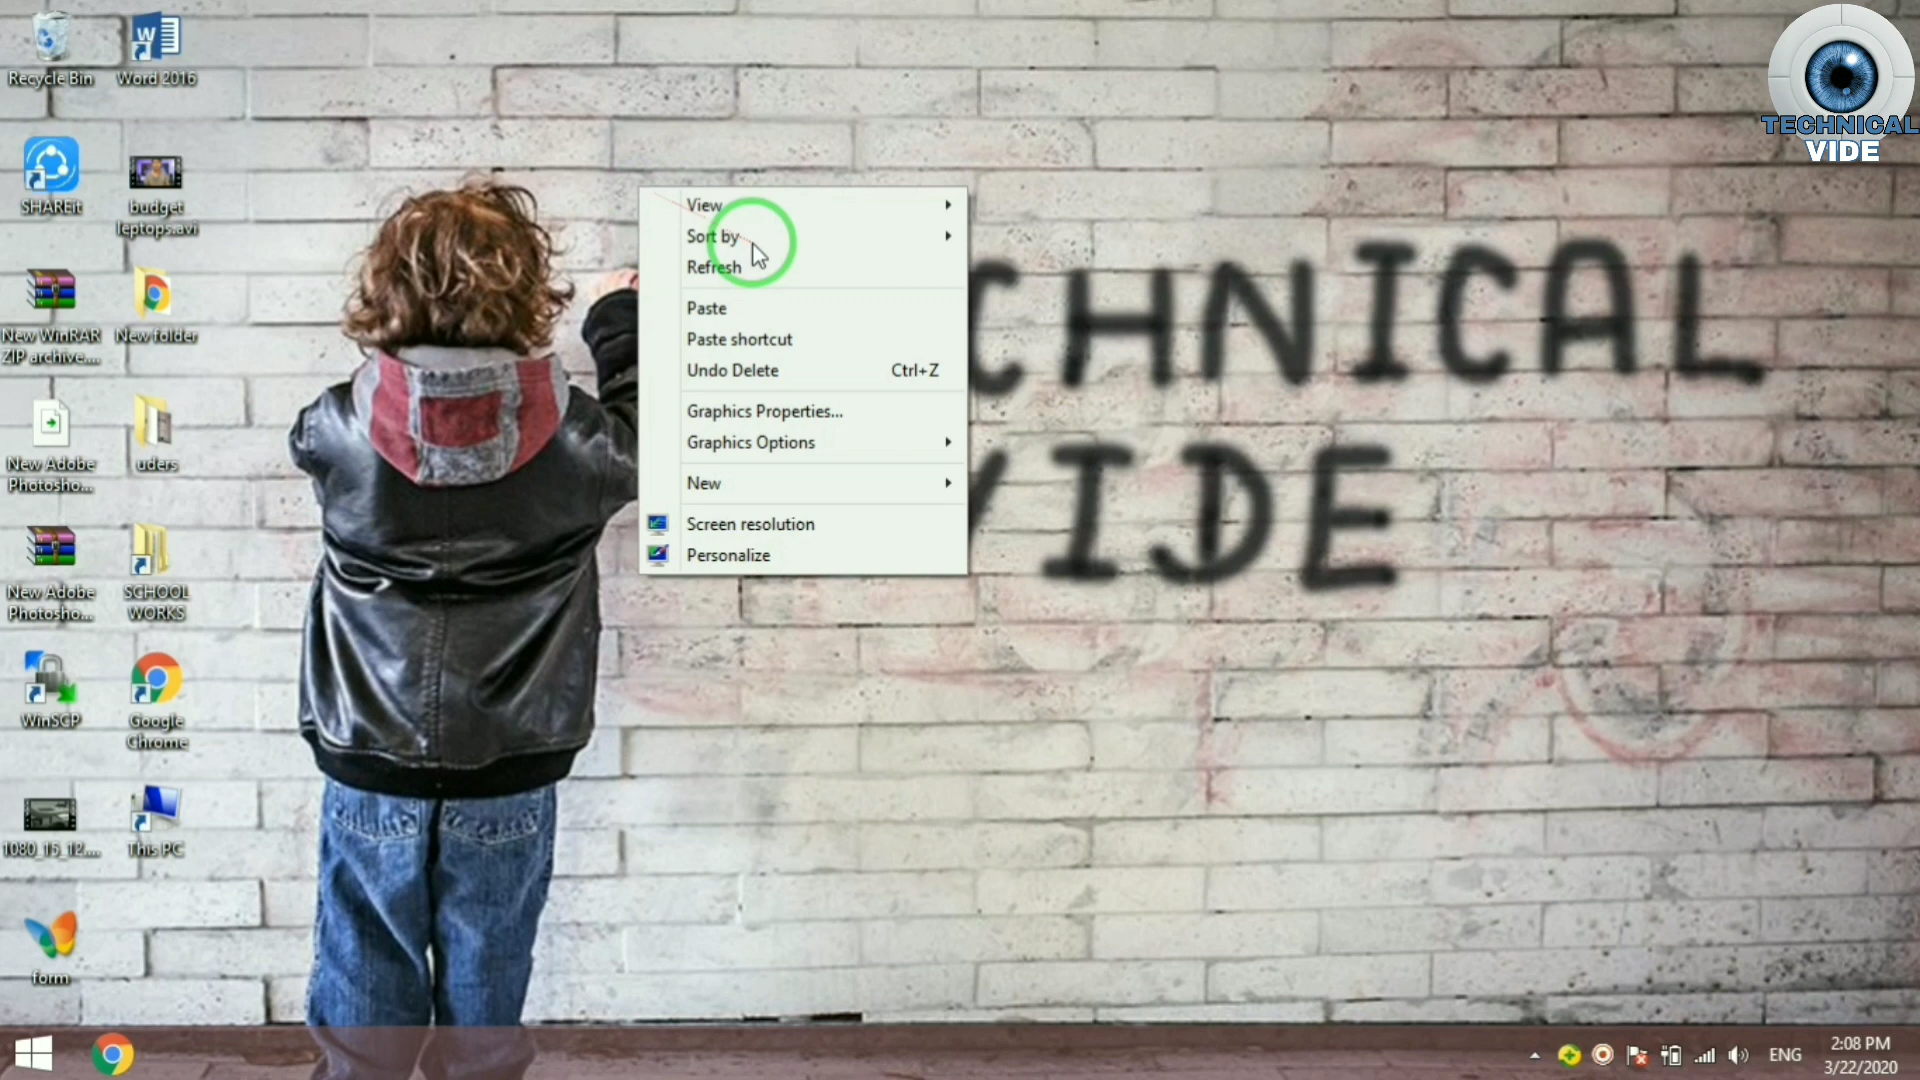 Recycle Bin
Word 2016
SHAREit
budget
leptops.avi
New WinRAR
ZIP archive....
New folder
New Adobe
Photosho...
uders
New Adobe
Photosho...
SCHOOL
WORKS
WinSCP
Google
Chrome
1080_15_12....
This PC
form
View
Sort by
Refresh
Paste
Paste shortcut
Undo Delete Ctrl+Z
Graphics Properties...
Graphics Options
New
Screen resolution
Personalize
CHNICAL
VIDE
TECHNICAL
VIDE
ENG
2:08 PM
3/22/2020